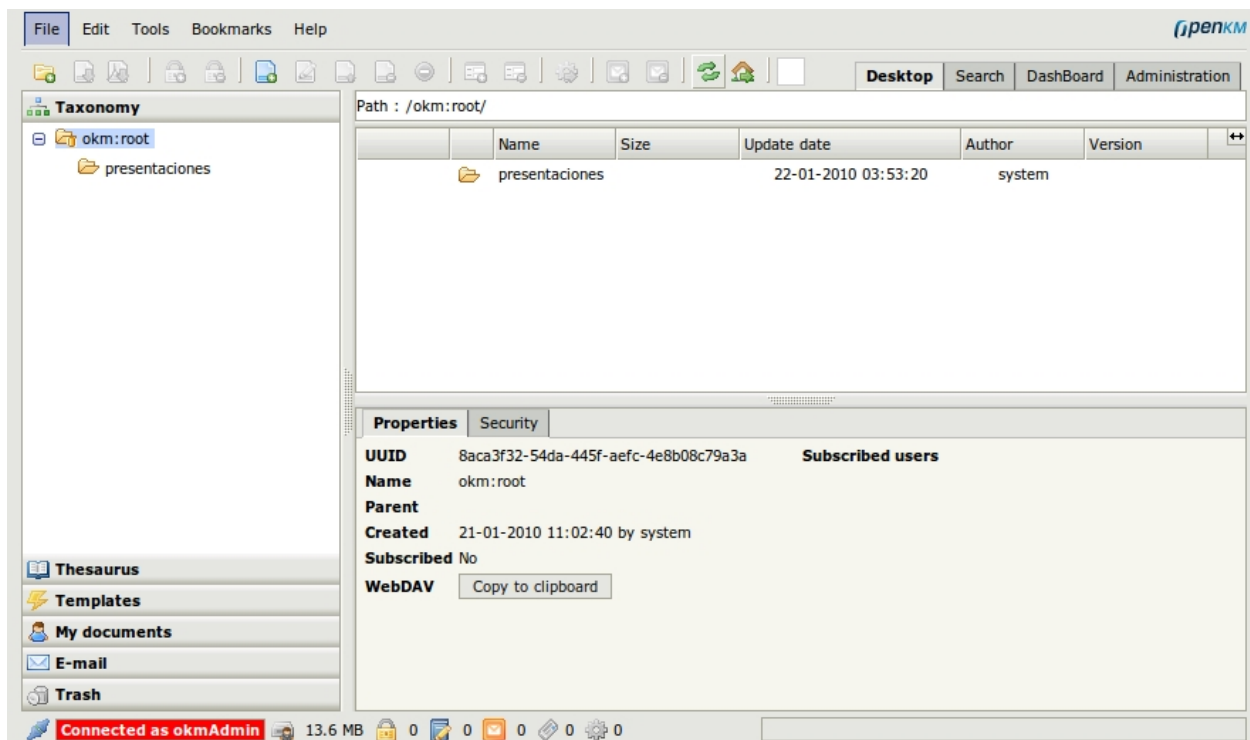 File Edit Tools Bookmarks Help
OpenKM
Desktop Search DashBoard Administration
Taxonomy
okm:root
presentaciones
Path : /okm:root/
Name Size Update date Author Version
presentaciones 22-01-2010 03:53:20 system
Properties Security
UUID 8aca3f32-54da-445f-aefc-4e8b08c79a3a Subscribed users
Name okm:root
Parent
Created 21-01-2010 11:02:40 by system
Subscribed No
WebDAV Copy to clipboard
Thesaurus
Templates
My documents
E-mail
Trash
Connected as okmAdmin 13.6 MB 0 0 0 0 0